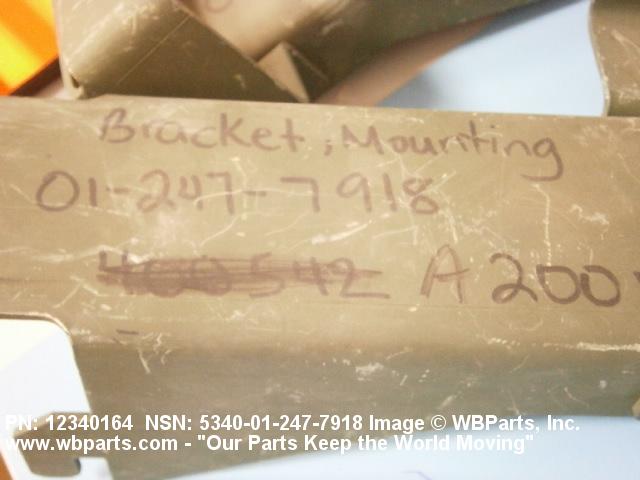 Bracket, Mounting
01-247-7918
A 200
PN: 12340164 NSN: 5340-01-247-7918 Image © WBParts, Inc.
www.wbparts.com - "Our Parts Keep the World Moving"